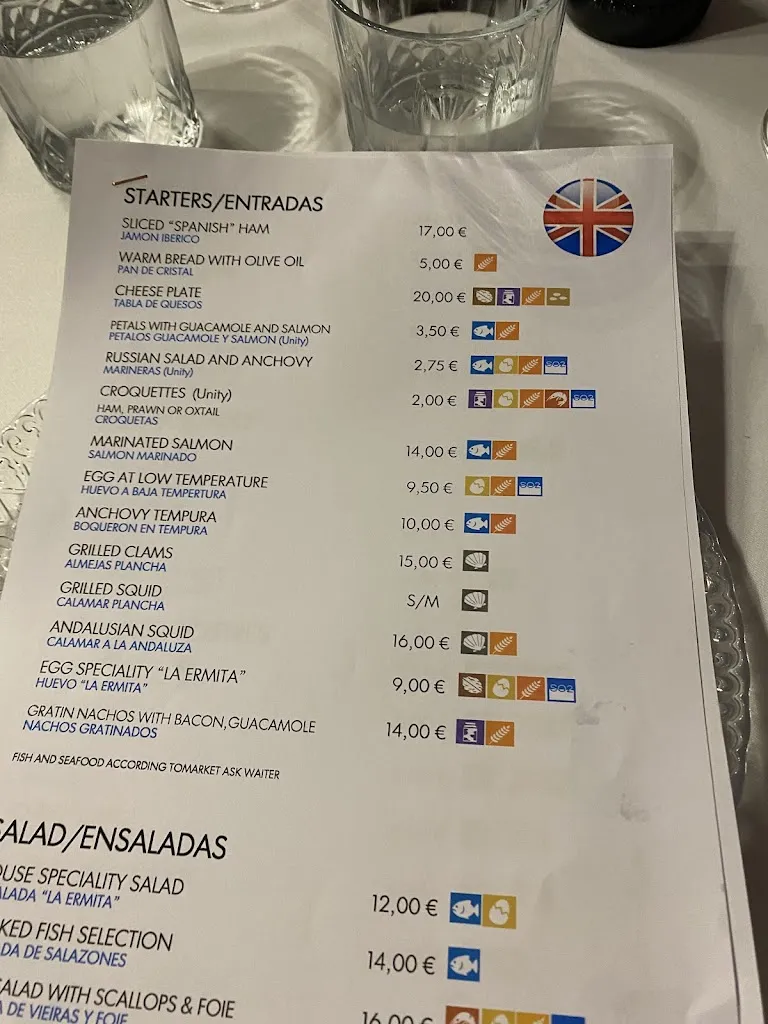 STARTERS/ENTRADAS
SLICED "SPANISH" HAM 17,00 €
JAMON IBERICO
WARM BREAD WITH OLIVE OIL 5,00 €
PAN DE CRISTAL
CHEESE PLATE 20,00 €
TABLA DE QUESOS
PETALS WITH GUACAMOLE AND SALMON 3,50 €
PETALOS GUACAMOLE Y SALMON (Unity)
RUSSIAN SALAD AND ANCHOVY 2,75 € SO2
MARINERAS (Unity)
CROQUETTES (Unity) 2,00 € SO2
HAM, PRAWN OR OXTAIL
CROQUETAS
MARINATED SALMON 14,00 €
SALMON MARINADO
EGG AT LOW TEMPERATURE 9,50 € SO2
HUEVO A BAJA TEMPERTURA
ANCHOVY TEMPURA 10,00 €
BOQUERON EN TEMPURA
GRILLED CLAMS 15,00 €
ALMEJAS PLANCHA
GRILLED SQUID S/M
CALAMAR PLANCHA
ANDALUSIAN SQUID 16,00 €
CALAMAR A LA ANDALUZA
EGG SPECIALITY "LA ERMITA" 9,00 € SO2
HUEVO "LA ERMITA"
GRATIN NACHOS WITH BACON, GUACAMOLE 14,00 €
NACHOS GRATINADOS
FISH AND SEAFOOD ACCORDING TOMARKET ASK WAITER
SALAD/ENSALADAS
OUSE SPECIALITY SALAD 12,00 €
ALADA "LA ERMITA"
KED FISH SELECTION 14,00 €
DA DE SALAZONES
ALAD WITH SCALLOPS & FOIE 16,00 €
A DE VIEIRAS Y FOIE